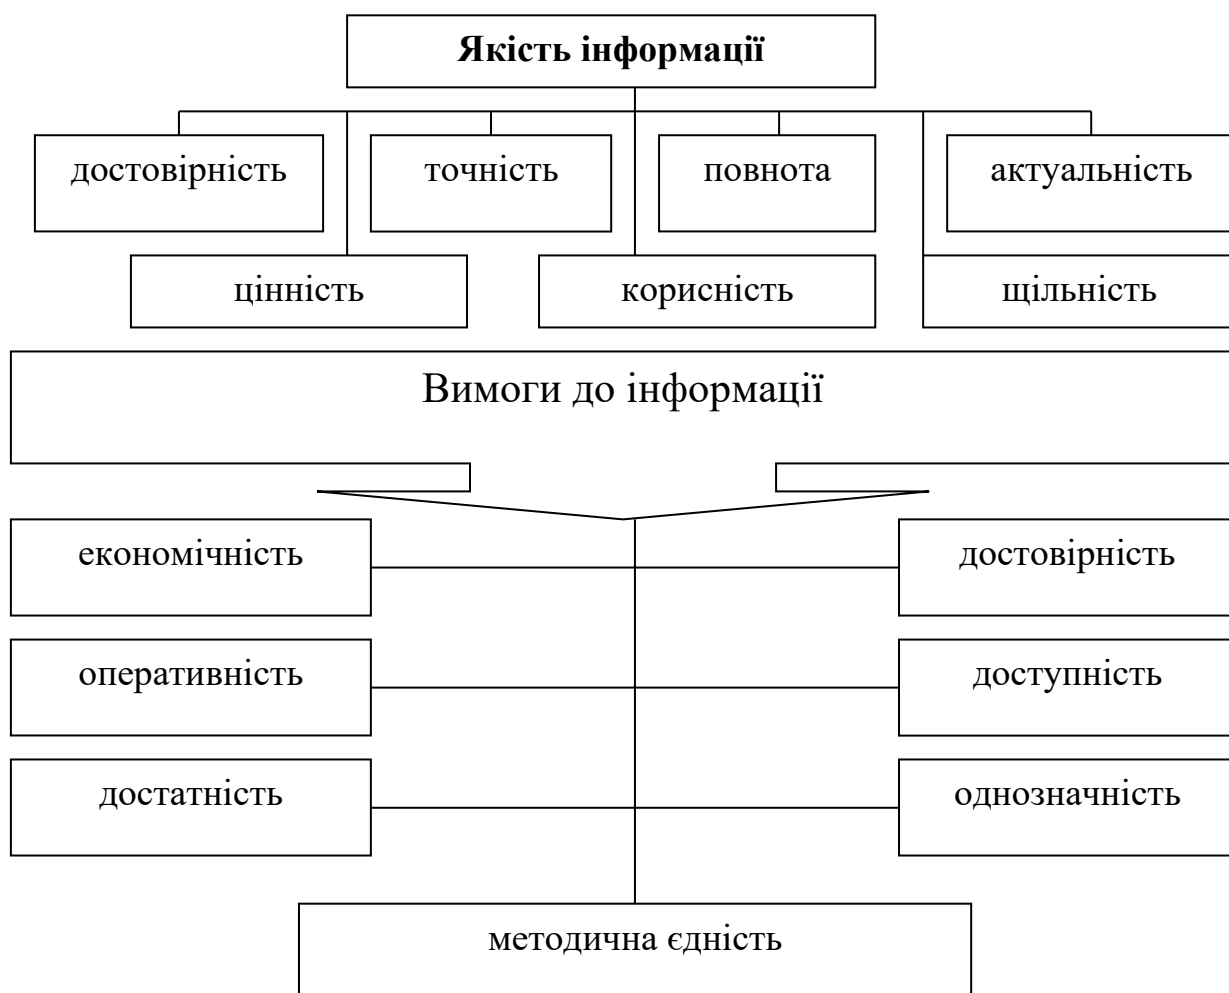 Якість інформації
достовірність
точність
повнота
актуальність
цінність
корисність
щільність
Вимоги до інформації
економічність
достовірність
оперативність
доступність
достатність
однозначність
методична єдність